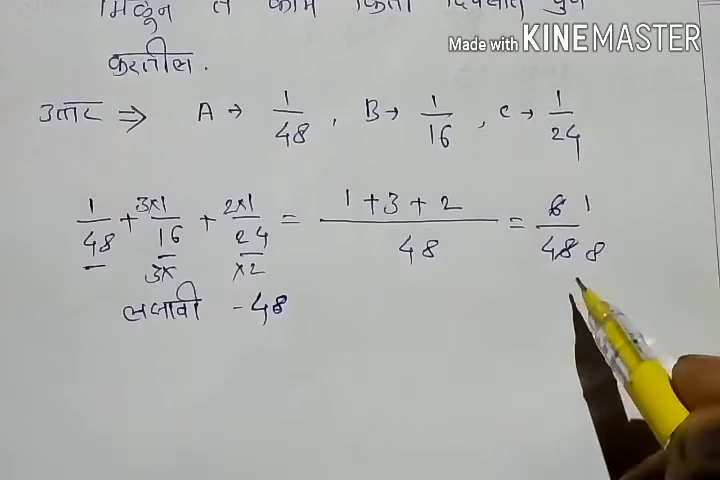 मिळून ते काम किती दिवसात पुर्ण
Made with KINEMASTER
करतील.
उत्तर ⇒ A → 1/48, B → 1/16, C → 1/24
1/48 + 3×1/16 3× + 2×1/24 ×2 = 1+3+2/48 = 6 1/48 8
लसावी - 48